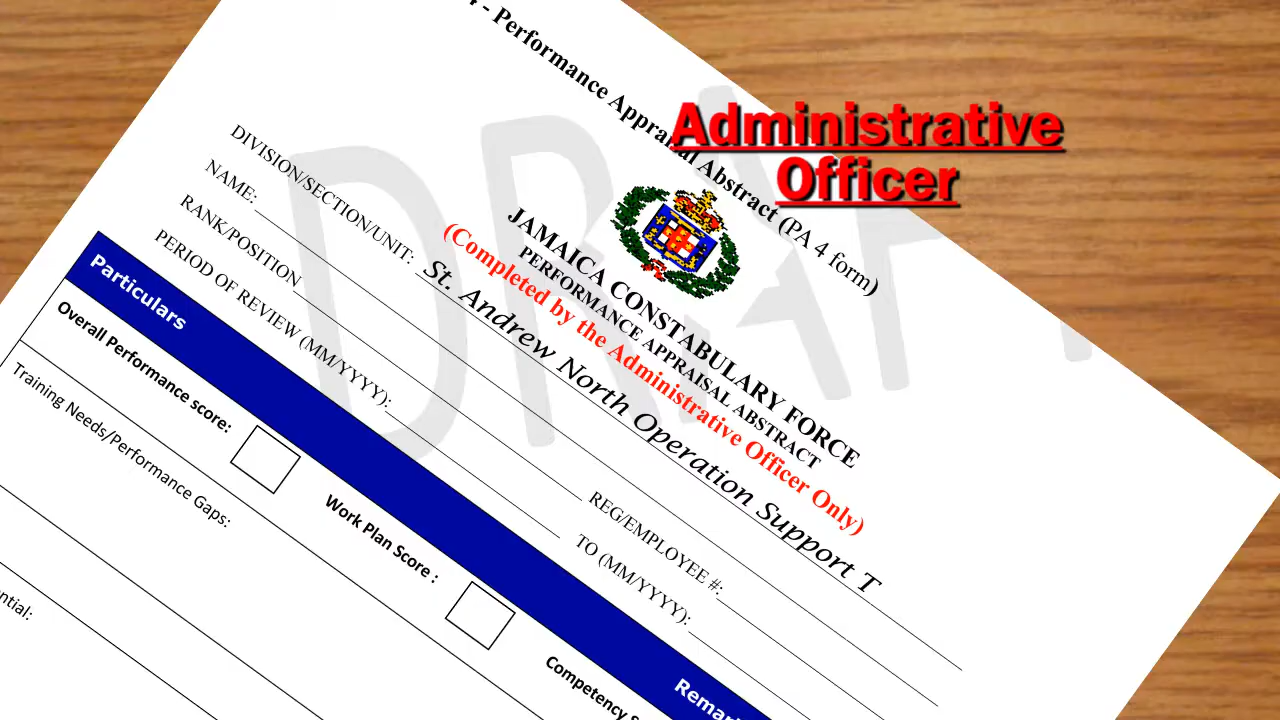 - Performance Appraisal Abstract (PA 4 form)
Administrative
Officer
JAMAICA CONSTABULARY FORCE
PERFORMANCE APPRAISAL ABSTRACT
(Completed by the Administrative Officer Only)
DIVISION/SECTION/UNIT: St. Andrew North Operation Support T
NAME:
RANK/POSITION
REG/EMPLOYEE #:
PERIOD OF REVIEW (MM/YYYY):
TO (MM/YYYY):
Particulars
Overall Performance score:
Work Plan Score :
Competency
Training Needs/Performance Gaps:
DRAFT